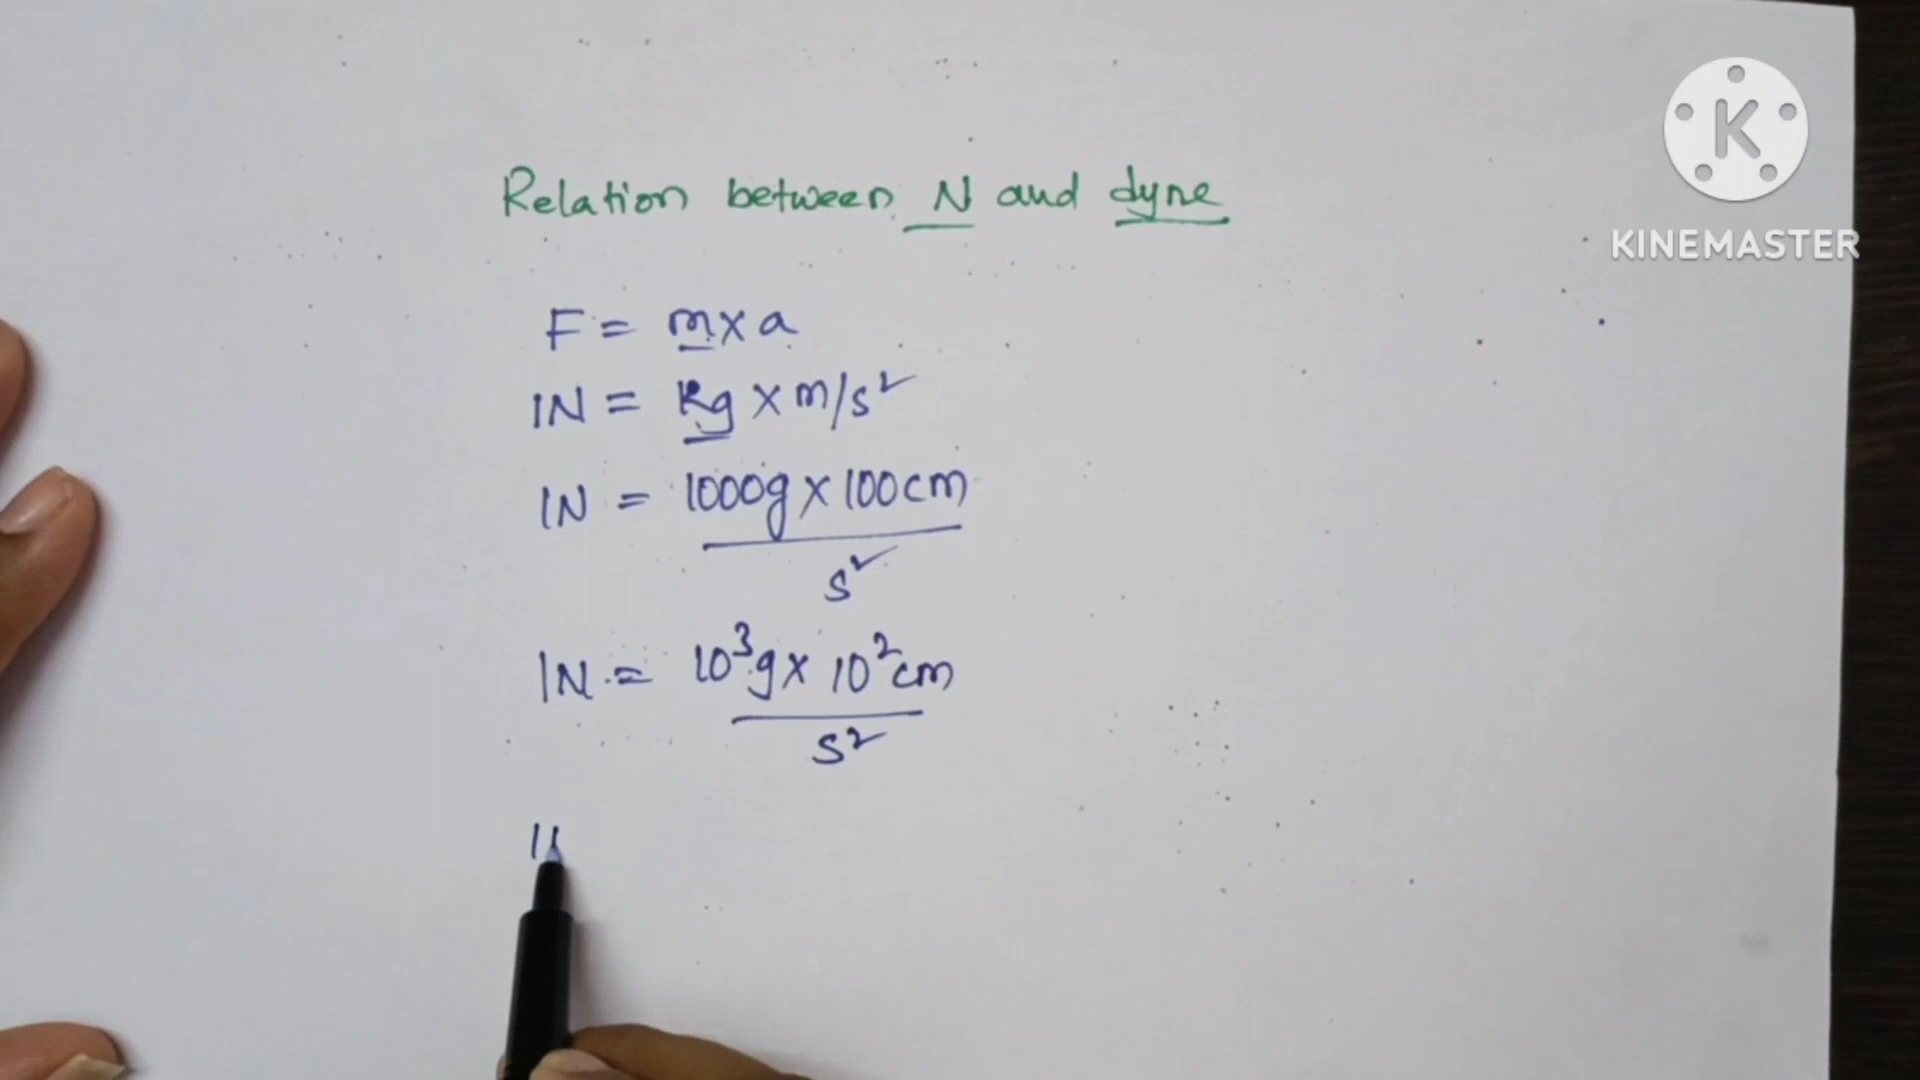 Relation between N and dyne
K
KINEMASTER
F = m x a
1N = Kg x m/s²
1N = 1000g x 100cm
s²
1N = 10³g x 10²cm
s²